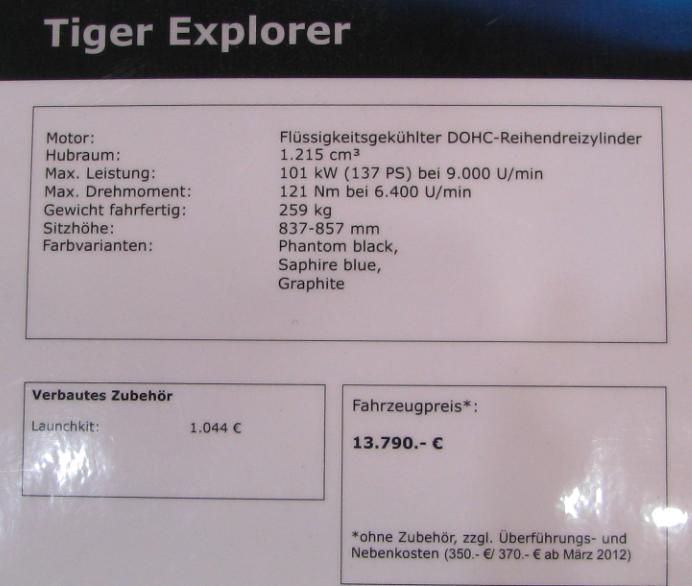 Tiger Explorer
Motor: Flüssigkeitsgekühlter DOHC-Reihendreizylinder
Hubraum: 1.215 cm³
Max. Leistung: 101 kW (137 PS) bei 9.000 U/min
Max. Drehmoment: 121 Nm bei 6.400 U/min
Gewicht fahrfertig: 259 kg
Sitzhöhe: 837-857 mm
Farbvarianten: Phantom black,
Saphire blue,
Graphite
Verbautes Zubehör
Launchkit: 1.044 €
Fahrzeugpreis*:
13.790.- €
*ohne Zubehör, zzgl. Überführungs- und
Nebenkosten (350.- €/ 370.- € ab März 2012)